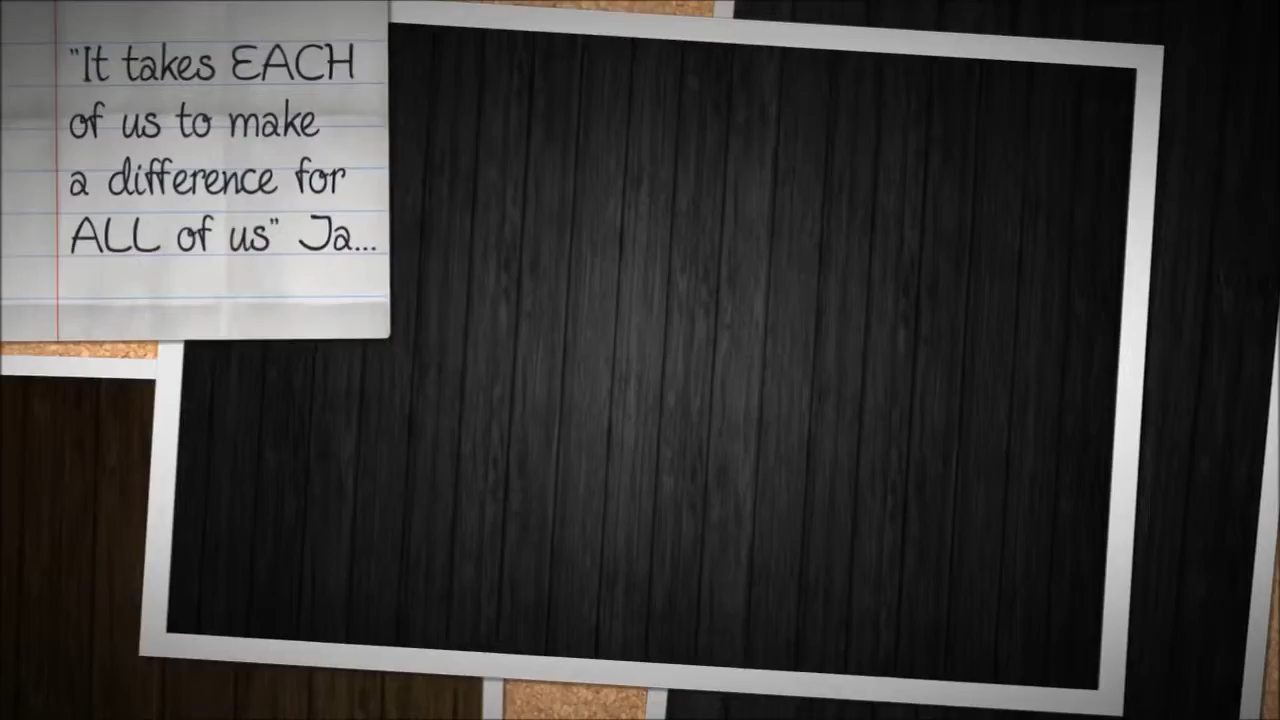 "It takes EACH
of us to make
a difference for
ALL of us" Ja...